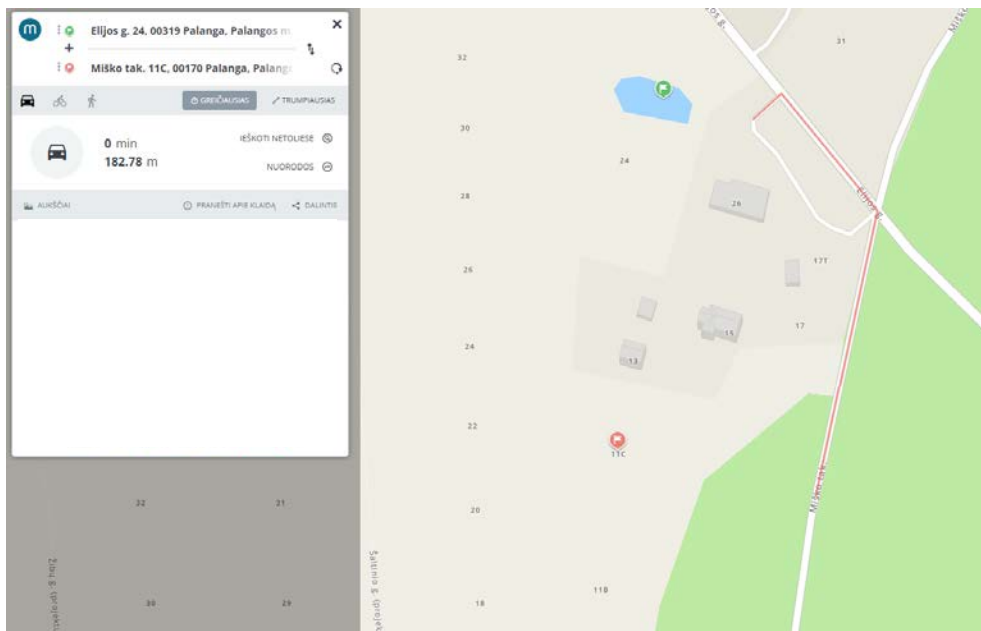 m
Elijos g. 24, 00319 Palanga, Palangos m
Miško tak. 11C, 00170 Palanga, Palang
GREIČIAUSIAS
TRUMPIAUSIAS
0 min
182.78 m
IEŠKOTI NETOLIESE
NUORODOS
AUKŠČIAI
PRANEŠTI APIE KLAIDĄ
DALINTIS
32
31
30
24
28
26
Elijos g.
26
17T
24
15
17
13
22
11C
Miško tak.
32
31
20
30
29
18
11B